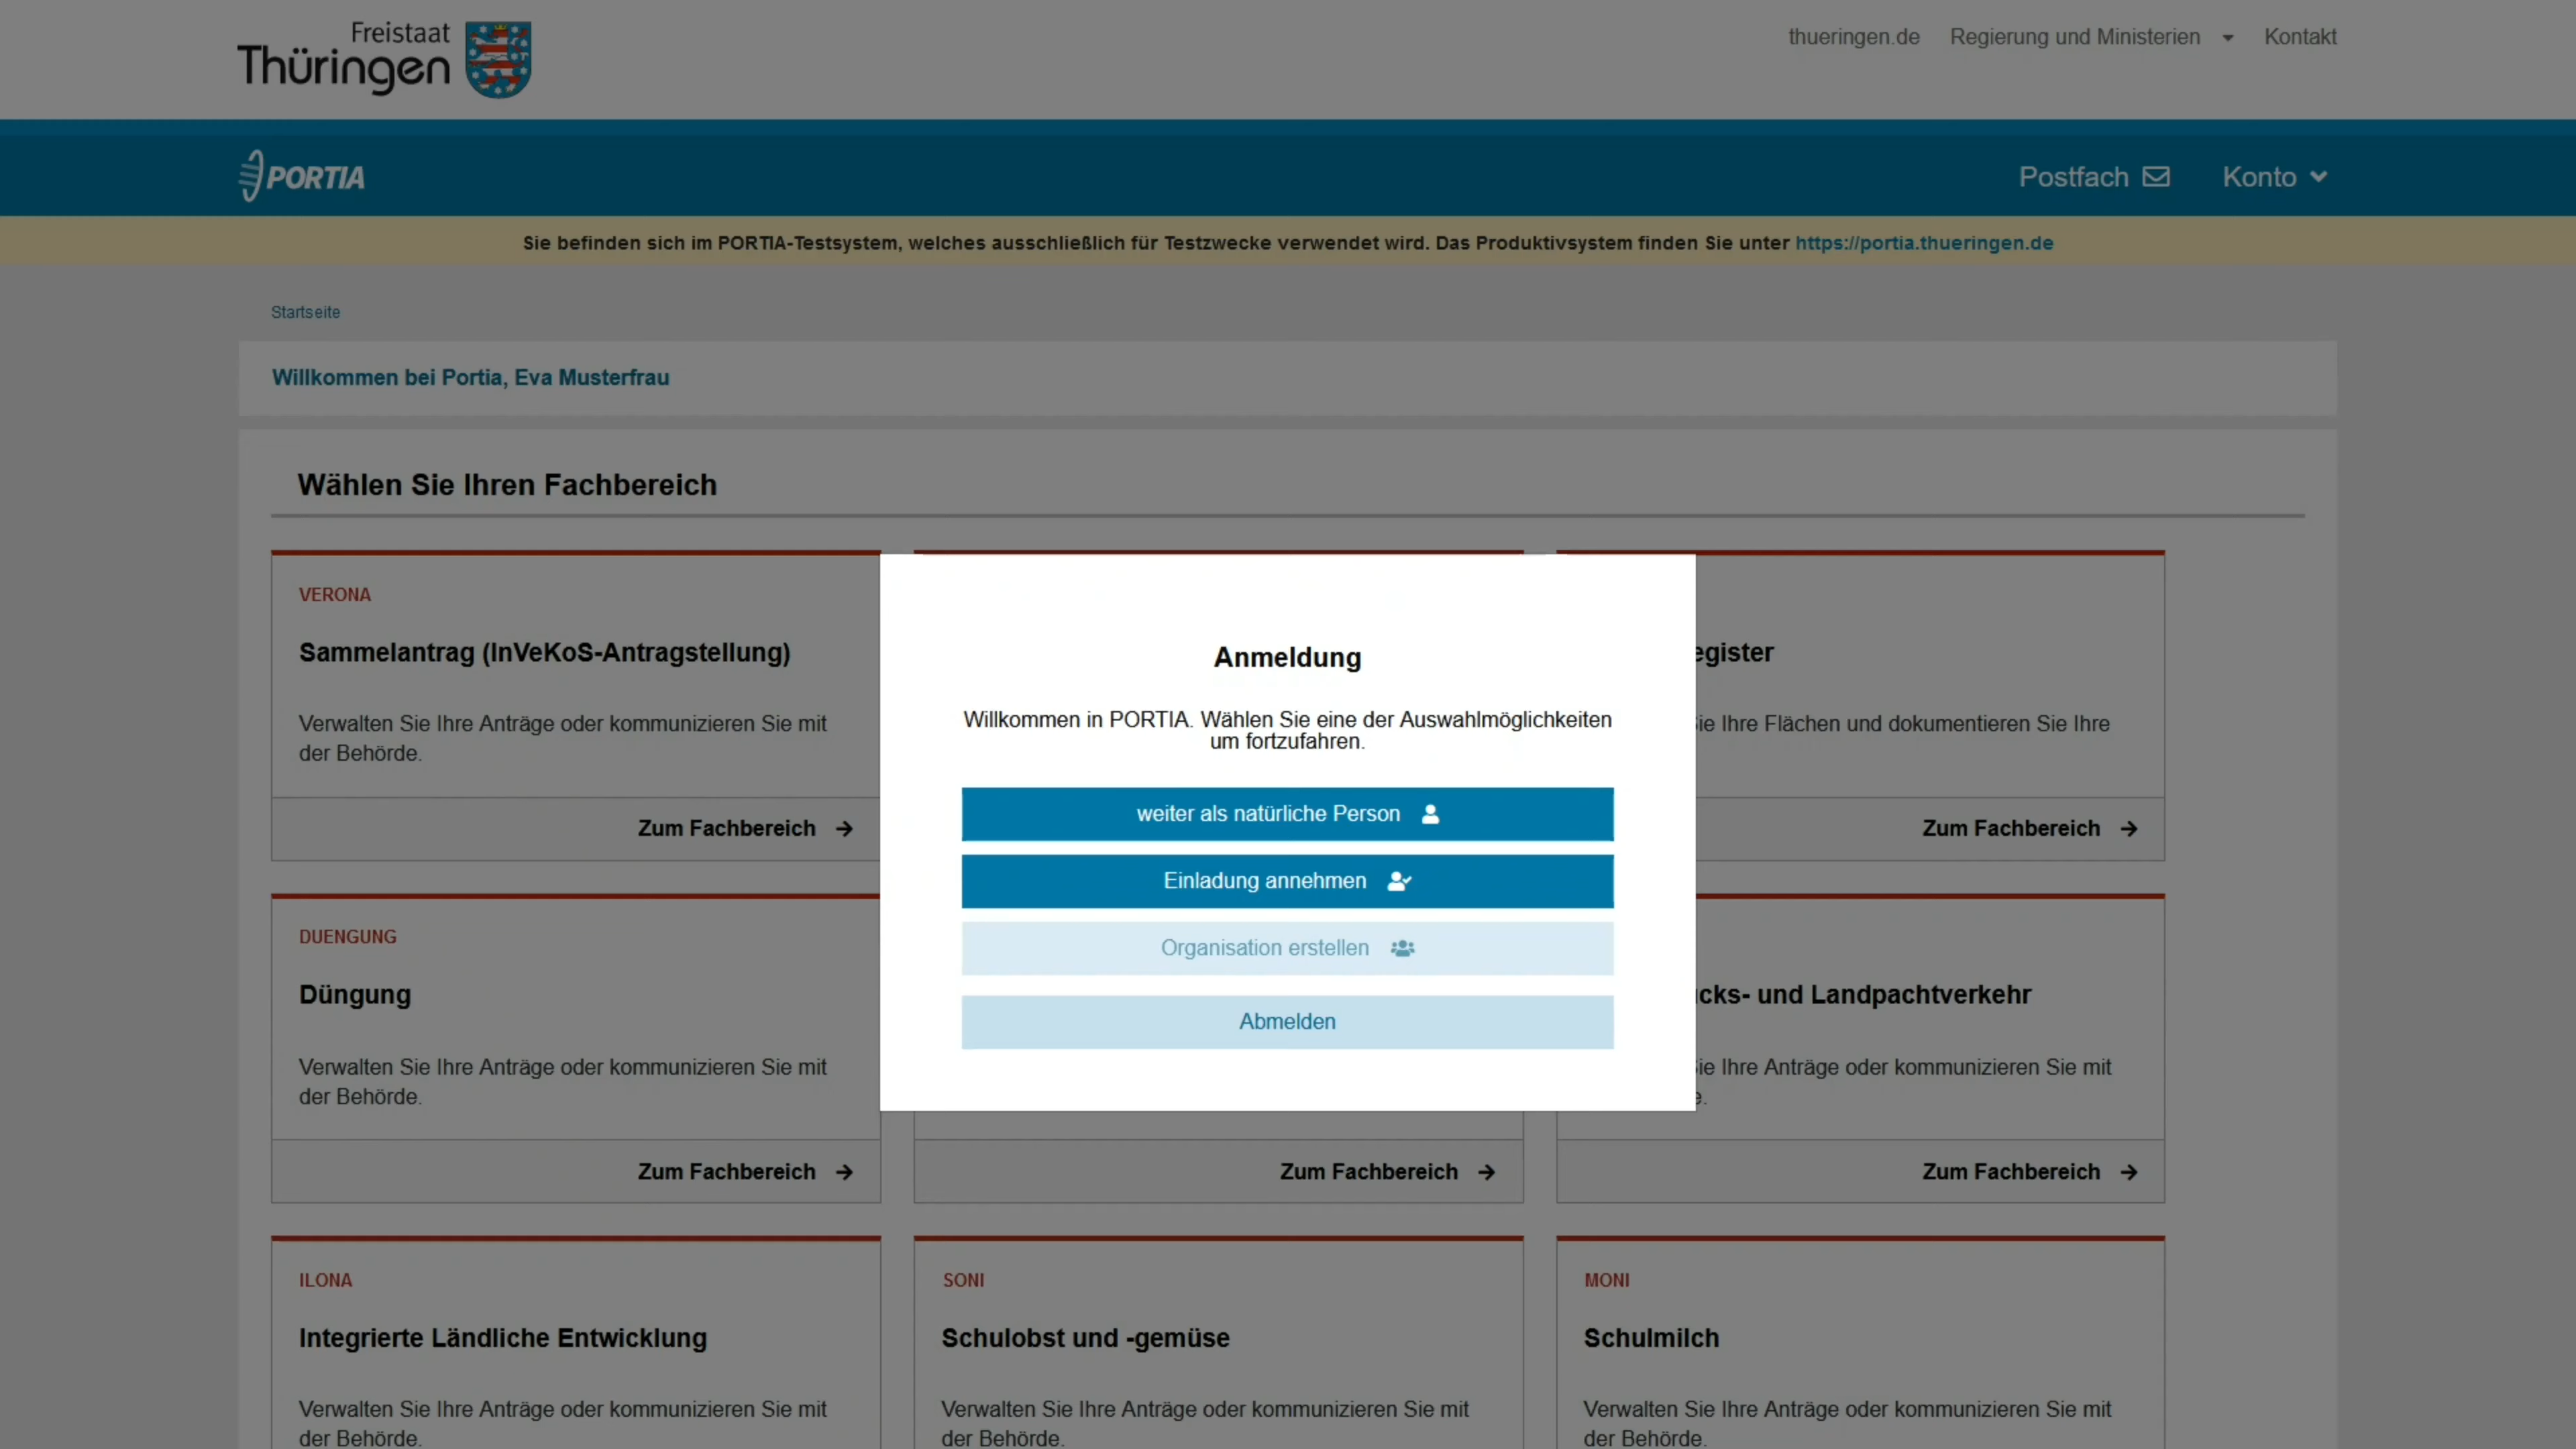 Freistaat
Thüringen
thueringen.de Regierung und Ministerien Kontakt
PORTIA
Postfach Konto
Sie befinden sich im PORTIA-Testsystem, welches ausschließlich für Testzwecke verwendet wird. Das Produktivsystem finden Sie unter https://portia.thueringen.de
Startseite
Willkommen bei Portia, Eva Musterfrau
Wählen Sie Ihren Fachbereich
VERONA
Sammelantrag (InVeKoS-Antragstellung)
Verwalten Sie Ihre Anträge oder kommunizieren Sie mit
der Behörde.
Zum Fachbereich
Anmeldung
Willkommen in PORTIA. Wählen Sie eine der Auswahlmöglichkeiten
um fortzufahren.
weiter als natürliche Person
Einladung annehmen
Organisation erstellen
Abmelden
Ihre Flächen und dokumentieren Sie Ihre
Zum Fachbereich
DUENGUNG
Düngung
Verwalten Sie Ihre Anträge oder kommunizieren Sie mit
der Behörde.
Zum Fachbereich
Zum Fachbereich
und Landpachtverkehr
Ihre Anträge oder kommunizieren Sie mit
Zum Fachbereich
ILONA
Integrierte Ländliche Entwicklung
Verwalten Sie Ihre Anträge oder kommunizieren Sie mit
der Behörde.
SONI
Schulobst und -gemüse
Verwalten Sie Ihre Anträge oder kommunizieren Sie mit
der Behörde.
MONI
Schulmilch
Verwalten Sie Ihre Anträge oder kommunizieren Sie mit
der Behörde.